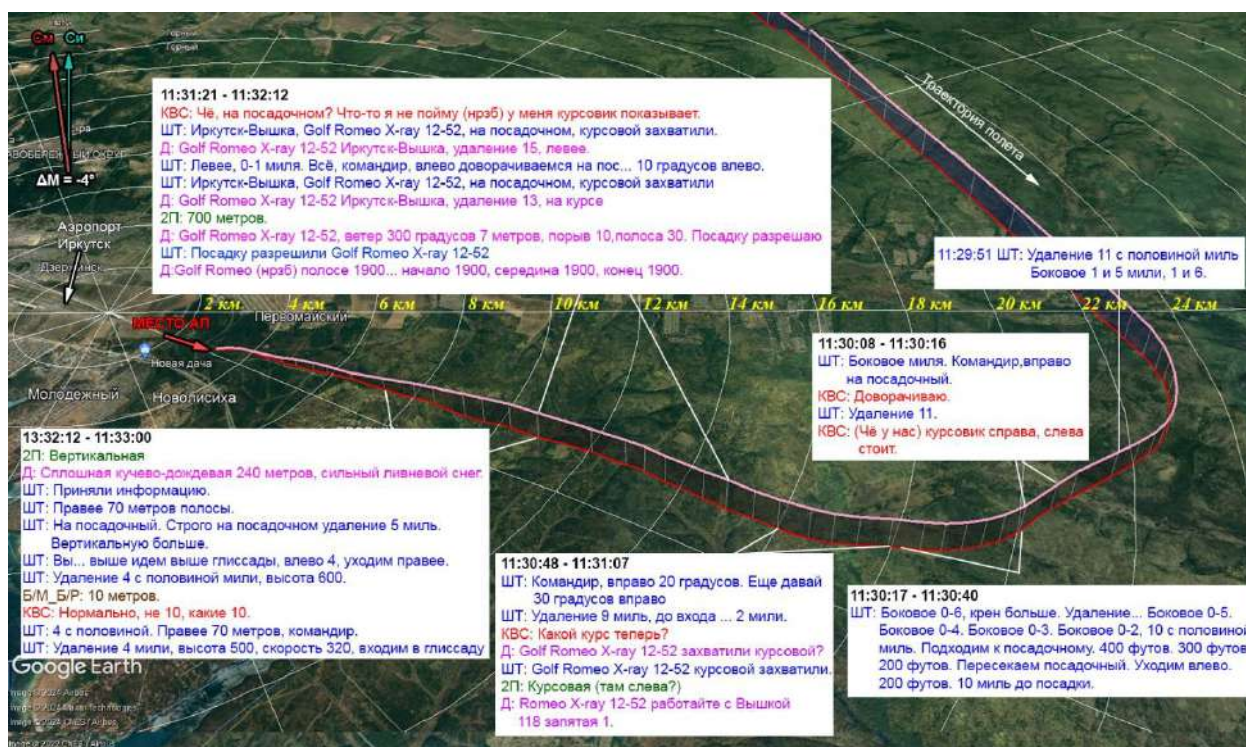 См Си
Горный
Горный
ΔМ = -4°
Аэропорт
Иркутск
Дзержинск
11:31:21 - 11:32:12
КВС: Чё, на посадочном? Что-то я не пойму (нрзб) у меня курсовик показывает.
ШТ: Иркутск-Вышка, Golf Romeo X-ray 12-52, на посадочном, курсовой захватили.
Д: Golf Romeo X-ray 12-52 Иркутск-Вышка, удаление 15, левее.
ШТ: Левее, 0-1 миля. Всё, командир, влево доворачиваемся на пос... 10 градусов влево.
ШТ: Иркутск-Вышка, Golf Romeo X-ray 12-52, на посадочном, курсовой захватили
Д: Golf Romeo X-ray 12-52 Иркутск-Вышка, удаление 13, на курсе
2П: 700 метров.
Д: Golf Romeo X-ray 12-52, ветер 300 градусов 7 метров, порыв 10,полоса 30. Посадку разрешаю
ШТ: Посадку разрешили Golf Romeo X-ray 12-52
Д:Golf Romeo (нрзб) полосе 1900... начало 1900, середина 1900, конец 1900.
Траектория полета
11:29:51 ШТ: Удаление 11 с половиной миль
Боковое 1 и 5 мили, 1 и 6.
2 км 4 км 6 км 8 км 10 км 12 км 14 км 16 км 18 км 20 км 22 км 24 км
Первомайский
МЕСТО АП
Новая дача
Молодежный
Новолисиха
11:30:08 - 11:30:16
ШТ: Боковое миля. Командир,вправо
на посадочный.
КВС: Доворачиваю.
ШТ: Удаление 11.
КВС: (Чё у нас) курсовик справа, слева
стоит.
13:32:12 - 11:33:00
2П: Вертикальная
Д: Сплошная кучево-дождевая 240 метров, сильный ливневой снег.
ШТ: Приняли информацию.
ШТ: Правее 70 метров полосы.
ШТ: На посадочный. Строго на посадочном удаление 5 миль.
Вертикальную больше.
ШТ: Вы... выше идем выше глиссады, влево 4, уходим правее.
ШТ: Удаление 4 с половиной мили, высота 600.
Б/М_Б/Р: 10 метров.
КВС: Нормально, не 10, какие 10.
ШТ: 4 с половиной. Правее 70 метров, командир.
ШТ: Удаление 4 мили, высота 500, скорость 320, входим в глиссаду
11:30:48 - 11:31:07
ШТ: Командир, вправо 20 градусов. Еще давай
30 градусов вправо
ШТ: Удаление 9 миль, до входа ... 2 мили.
КВС: Какой курс теперь?
Д: Golf Romeo X-ray 12-52 захватили курсовой?
ШТ: Golf Romeo X-ray 12-52 курсовой захватили.
2П: Курсовая (там слева?)
Д: Romeo X-ray 12-52 работайте с Вышкой
118 запятая 1.
11:30:17 - 11:30:40
ШТ: Боковое 0-6, крен больше. Удаление... Боковое 0-5.
Боковое 0-4. Боковое 0-3. Боковое 0-2, 10 с половиной
миль. Подходим к посадочному. 400 футов. 300 футов
200 футов. Пересекаем посадочный. Уходим влево.
200 футов. 10 миль до посадки.
Google Earth
Image © 2024 Airbus
Image © 2024 Maxar Technologies
Image © 2024 CNES / Airbus
Image © 2022 CNES / Airbus